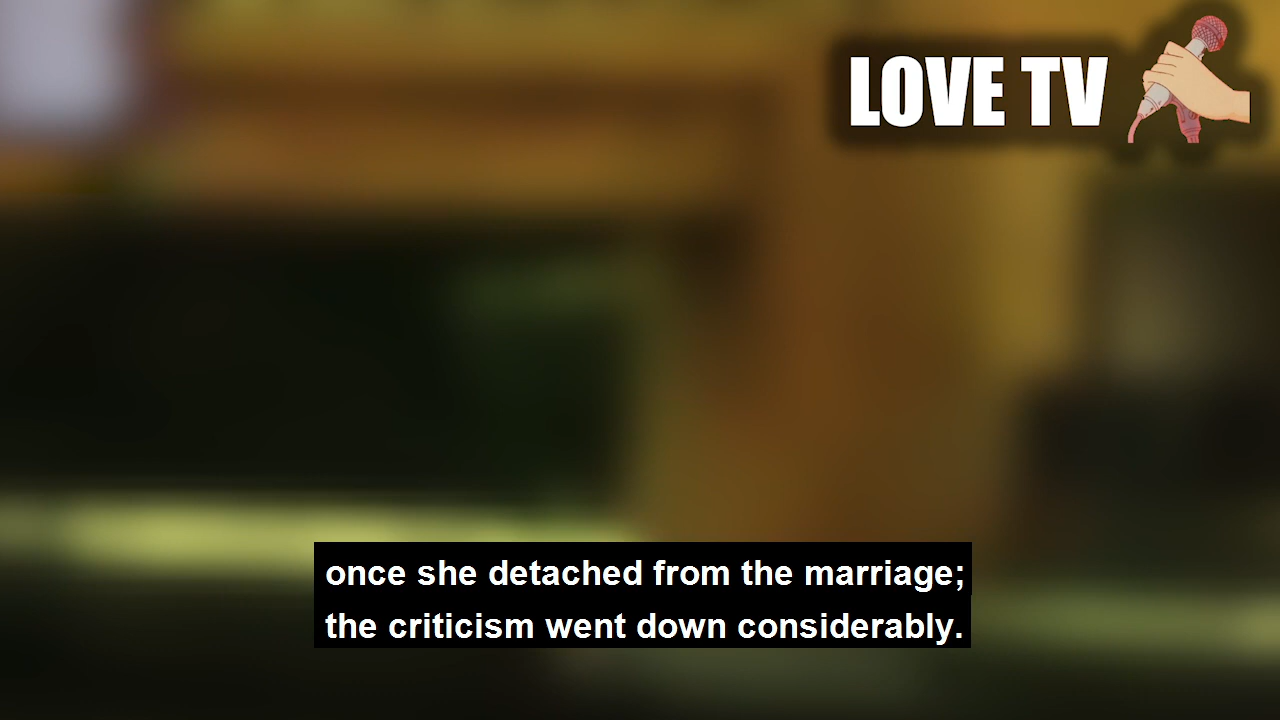 LOVE TV
once she detached from the marriage;
the criticism went down considerably.